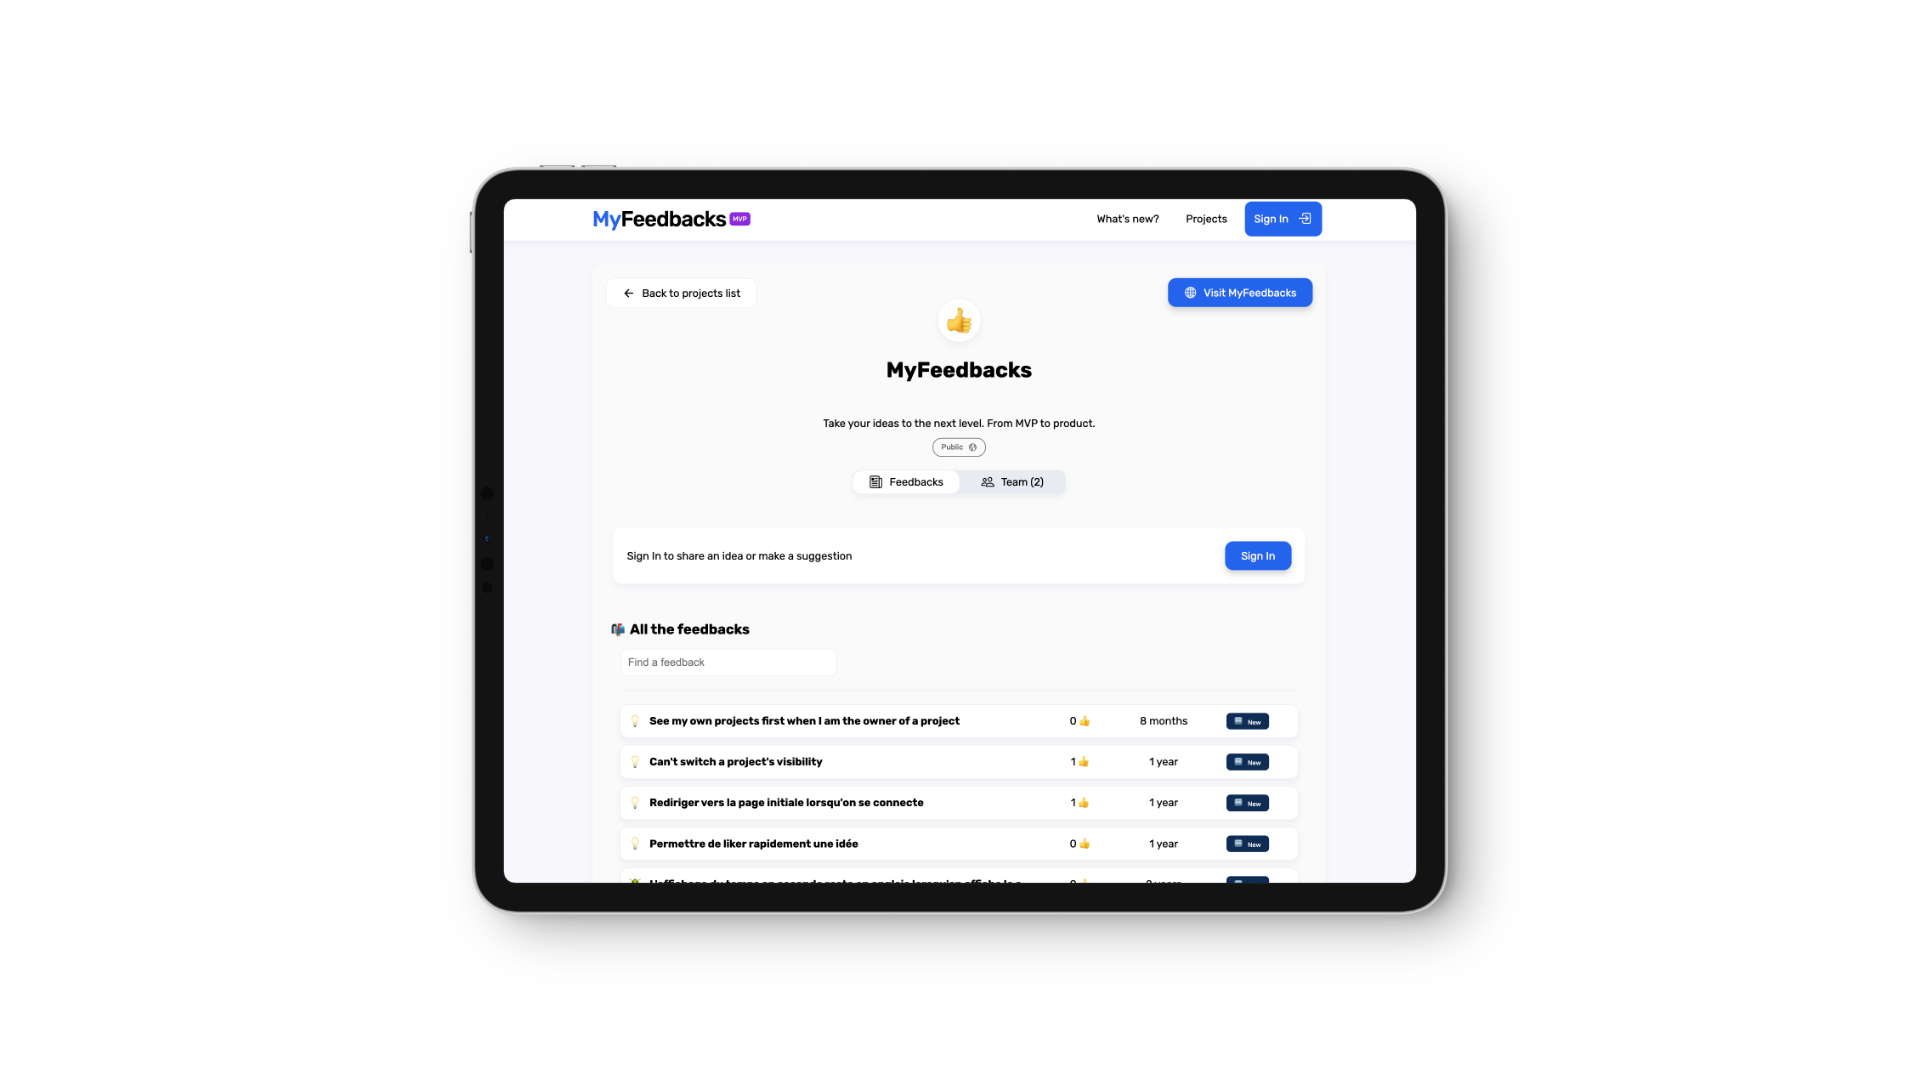 MyFeedbacks MVP
What's new? Projects Sign In
Back to projects list
Visit MyFeedbacks
MyFeedbacks
Take your ideas to the next level. From MVP to product.
Public
Feedbacks Team (2)
Sign In to share an idea or make a suggestion Sign In
All the feedbacks
Find a feedback
See my own projects first when I am the owner of a project 0 8 months New
Can't switch a project's visibility 1 1 year New
Rediriger vers la page initiale lorsqu'on se connecte 1 1 year New
Permettre de liker rapidement une idée 0 1 year New